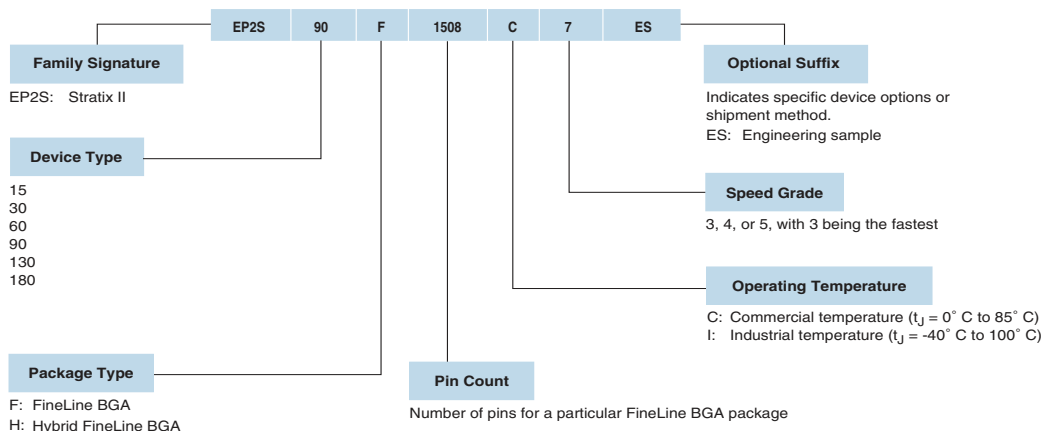 EP2S 90 F 1508 C 7 ES
Family Signature
EP2S: Stratix II
Device Type
15
30
60
90
130
180
Package Type
F: FineLine BGA
H: Hybrid FineLine BGA
Pin Count
Number of pins for a particular FineLine BGA package
Optional Suffix
Indicates specific device options or
shipment method.
ES: Engineering sample
Speed Grade
3, 4, or 5, with 3 being the fastest
Operating Temperature
C: Commercial temperature (tJ = 0° C to 85° C)
I: Industrial temperature (tJ = -40° C to 100° C)